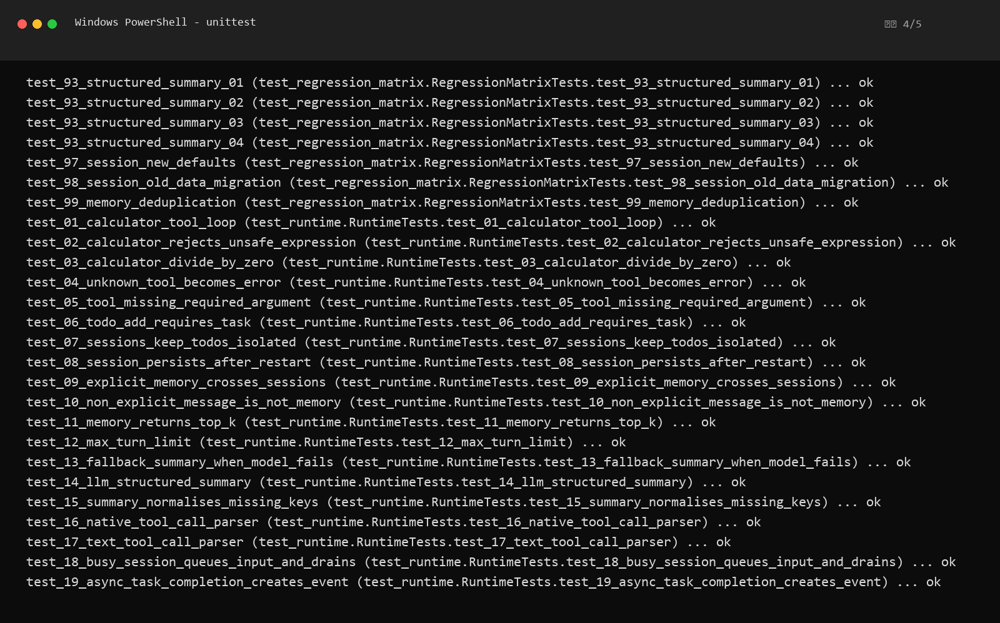 Windows PowerShell - unittest
4/5
test_93_structured_summary_01 (test_regression_matrix.RegressionMatrixTests.test_93_structured_summary_01) ... ok
test_93_structured_summary_02 (test_regression_matrix.RegressionMatrixTests.test_93_structured_summary_02) ... ok
test_93_structured_summary_03 (test_regression_matrix.RegressionMatrixTests.test_93_structured_summary_03) ... ok
test_93_structured_summary_04 (test_regression_matrix.RegressionMatrixTests.test_93_structured_summary_04) ... ok
test_97_session_new_defaults (test_regression_matrix.RegressionMatrixTests.test_97_session_new_defaults) ... ok
test_98_session_old_data_migration (test_regression_matrix.RegressionMatrixTests.test_98_session_old_data_migration) ... ok
test_99_memory_deduplication (test_regression_matrix.RegressionMatrixTests.test_99_memory_deduplication) ... ok
test_01_calculator_tool_loop (test_runtime.RuntimeTests.test_01_calculator_tool_loop) ... ok
test_02_calculator_rejects_unsafe_expression (test_runtime.RuntimeTests.test_02_calculator_rejects_unsafe_expression) ... ok
test_03_calculator_divide_by_zero (test_runtime.RuntimeTests.test_03_calculator_divide_by_zero) ... ok
test_04_unknown_tool_becomes_error (test_runtime.RuntimeTests.test_04_unknown_tool_becomes_error) ... ok
test_05_tool_missing_required_argument (test_runtime.RuntimeTests.test_05_tool_missing_required_argument) ... ok
test_06_todo_add_requires_task (test_runtime.RuntimeTests.test_06_todo_add_requires_task) ... ok
test_07_sessions_keep_todos_isolated (test_runtime.RuntimeTests.test_07_sessions_keep_todos_isolated) ... ok
test_08_session_persists_after_restart (test_runtime.RuntimeTests.test_08_session_persists_after_restart) ... ok
test_09_explicit_memory_crosses_sessions (test_runtime.RuntimeTests.test_09_explicit_memory_crosses_sessions) ... ok
test_10_non_explicit_message_is_not_memory (test_runtime.RuntimeTests.test_10_non_explicit_message_is_not_memory) ... ok
test_11_memory_returns_top_k (test_runtime.RuntimeTests.test_11_memory_returns_top_k) ... ok
test_12_max_turn_limit (test_runtime.RuntimeTests.test_12_max_turn_limit) ... ok
test_13_fallback_summary_when_model_fails (test_runtime.RuntimeTests.test_13_fallback_summary_when_model_fails) ... ok
test_14_llm_structured_summary (test_runtime.RuntimeTests.test_14_llm_structured_summary) ... ok
test_15_summary_normalises_missing_keys (test_runtime.RuntimeTests.test_15_summary_normalises_missing_keys) ... ok
test_16_native_tool_call_parser (test_runtime.RuntimeTests.test_16_native_tool_call_parser) ... ok
test_17_text_tool_call_parser (test_runtime.RuntimeTests.test_17_text_tool_call_parser) ... ok
test_18_busy_session_queues_input_and_drains (test_runtime.RuntimeTests.test_18_busy_session_queues_input_and_drains) ... ok
test_19_async_task_completion_creates_event (test_runtime.RuntimeTests.test_19_async_task_completion_creates_event) ... ok